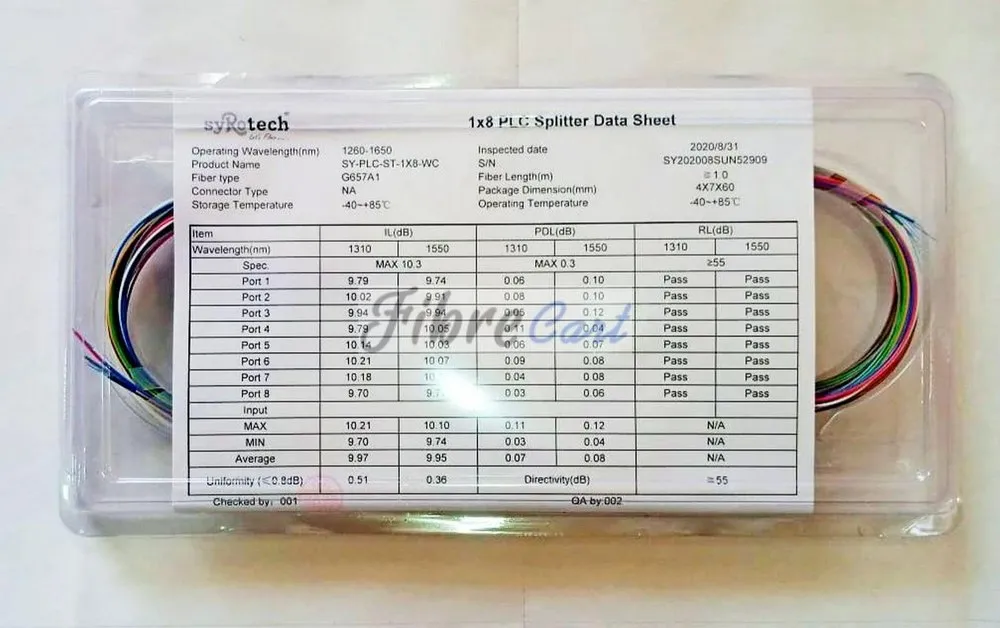 syRotech
1x8 PLC Splitter Data Sheet
Operating Wavelength(nm) 1260-1650 Inspected date 2020/8/31
Product Name SY-PLC-ST-1X8-WC S/N SY202008SUN52909
Fiber type G657A1 Fiber Length(m) ≧1.0
Connector Type NA Package Dimension(mm) 4X7X60
Storage Temperature -40~+85℃ Operating Temperature -40~+85℃
Item IL(dB) PDL(dB) RL(dB)
Wavelength(nm) 1310 1550 1310 1550 1310 1550
Spec. MAX 10.3 MAX 0.3 ≥55
Port 1 9.79 9.74 0.06 0.10 Pass Pass
Port 2 10.02 9.91 0.08 0.10 Pass Pass
Port 3 9.94 9.94 0.05 0.12 Pass Pass
Port 4 9.79 10.05 0.11 0.04 Pass Pass
Port 5 10.14 10.03 0.06 0.07 Pass Pass
Port 6 10.21 10.07 0.09 0.08 Pass Pass
Port 7 10.18 0.04 0.08 Pass Pass
Port 8 9.70 0.03 0.06 Pass Pass
Input
MAX 10.21 10.10 0.11 0.12 N/A
MIN 9.70 9.74 0.03 0.04 N/A
Average 9.97 9.95 0.07 0.08 N/A
Uniformity (≤0.8dB) 0.51 0.36 Directivity(dB) ≧55
Checked by: 001 QA by:002
Fibre Cast